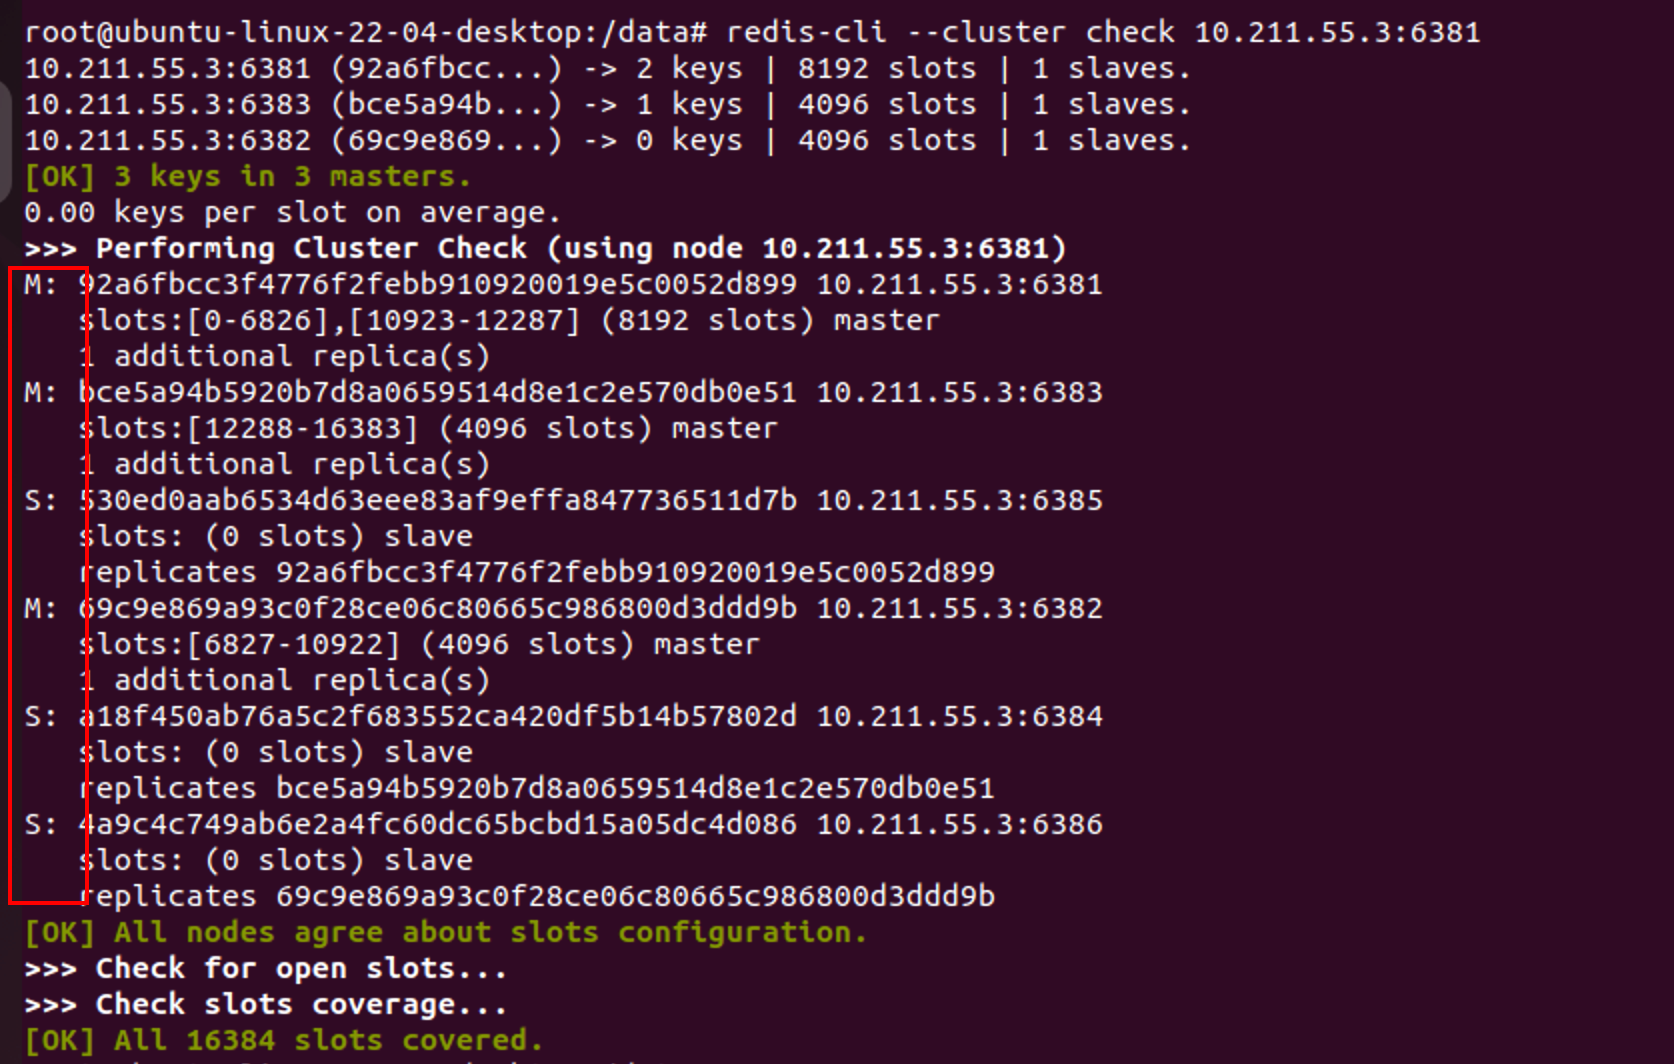 root@ubuntu-linux-22-04-desktop:/data# redis-cli --cluster check 10.211.55.3:6381
10.211.55.3:6381 (92a6fbcc...) -> 2 keys | 8192 slots | 1 slaves.
10.211.55.3:6383 (bce5a94b...) -> 1 keys | 4096 slots | 1 slaves.
10.211.55.3:6382 (69c9e869...) -> 0 keys | 4096 slots | 1 slaves.
[OK] 3 keys in 3 masters.
0.00 keys per slot on average.
>>> Performing Cluster Check (using node 10.211.55.3:6381)
M: 92a6fbcc3f4776f2febb910920019e5c0052d899 10.211.55.3:6381
   slots:[0-6826],[10923-12287] (8192 slots) master
   1 additional replica(s)
M: bce5a94b5920b7d8a0659514d8e1c2e570db0e51 10.211.55.3:6383
   slots:[12288-16383] (4096 slots) master
   1 additional replica(s)
S: 530ed0aab6534d63eee83af9effa847736511d7b 10.211.55.3:6385
   slots: (0 slots) slave
   replicates 92a6fbcc3f4776f2febb910920019e5c0052d899
M: 69c9e869a93c0f28ce06c80665c986800d3ddd9b 10.211.55.3:6382
   slots:[6827-10922] (4096 slots) master
   1 additional replica(s)
S: a18f450ab76a5c2f683552ca420df5b14b57802d 10.211.55.3:6384
   slots: (0 slots) slave
   replicates bce5a94b5920b7d8a0659514d8e1c2e570db0e51
S: 4a9c4c749ab6e2a4fc60dc65bcbd15a05dc4d086 10.211.55.3:6386
   slots: (0 slots) slave
   replicates 69c9e869a93c0f28ce06c80665c986800d3ddd9b
[OK] All nodes agree about slots configuration.
>>> Check for open slots...
>>> Check slots coverage...
[OK] All 16384 slots covered.